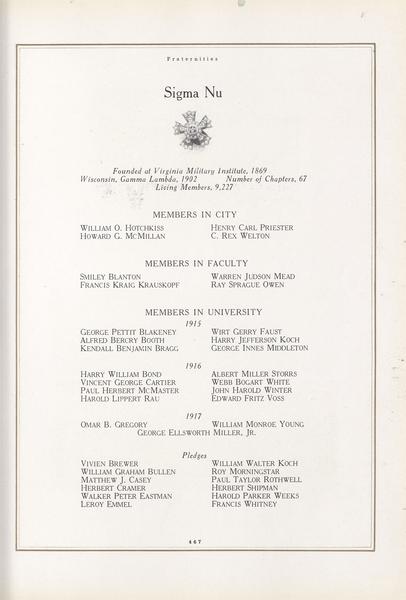 Fraternities
Sigma Nu
Founded at Virginia Military Institute, 1869
Wisconsin, Gamma Lambda, 1902 Number of Chapters, 67
Living Members, 9,227
MEMBERS IN CITY
WILLIAM O. HOTCHKISS HENRY CARL PRIESTER
HOWARD G. MCMILLAN C. REX WELTON
MEMBERS IN FACULTY
SMILEY BLANTON WARREN JUDSON MEAD
FRANCIS KRAIG KRAUSKOPF RAY SPRAGUE OWEN
MEMBERS IN UNIVERSITY
1915
GEORGE PETTIT BLAKENEY WIRT GERRY FAUST
ALFRED BERCRY BOOTH HARRY JEFFERSON KOCH
KENDALL BENJAMIN BRAGG GEORGE INNES MIDDLETON
1916
HARRY WILLIAM BOND ALBERT MILLER STORRS
VINCENT GEORGE CARTIER WEBB BOGART WHITE
PAUL HERBERT MCMASTER JOHN HAROLD WINTER
HAROLD LIPPERT RAU EDWARD FRITZ VOSS
1917
OMAR B. GREGORY WILLIAM MONROE YOUNG
GEORGE ELLSWORTH MILLER, JR.
Pledges
VIVIEN BREWER WILLIAM WALTER KOCH
WILLIAM GRAHAM BULLEN ROY MORNINGSTAR
MATTHEW J. CASEY PAUL TAYLOR ROTHWELL
HERBERT CRAMER HERBERT SHIPMAN
WALKER PETER EASTMAN HAROLD PARKER WEEKS
LEROY EMMEL FRANCIS WHITNEY
467